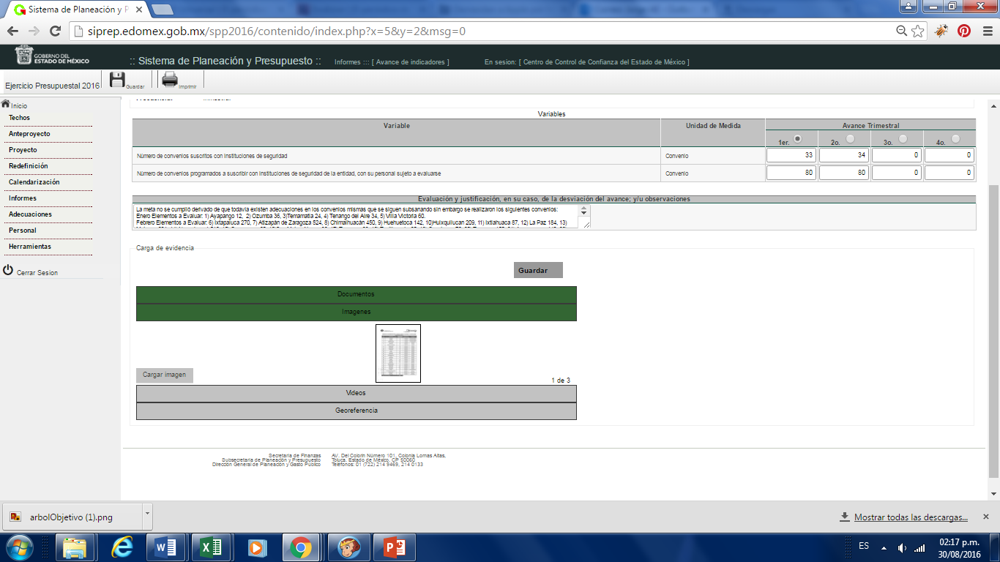 Sistema de Planeación y P
siprep.edomex.gob.mx/spp2016/contenido/index.php?x=5&y=2&msg=0
GOBIERNO DEL
ESTADO DE MÉXICO
:: Sistema de Planeación y Presupuesto ::
Informes ::: [ Avance de indicadores ]
En sesion: [ Centro de Control de Confianza del Estado de México ]
Ejercicio Presupuestal 2016
Guardar
Imprimir
Inicio
Techos
Anteproyecto
Proyecto
Redefinición
Calendarización
Informes
Adecuaciones
Personal
Herramientas
Cerrar Sesion
Variables
Variable
Unidad de Medida
Avance Trimestral
1er. 2o. 3o. 4o.
Número de convenios suscritos con instituciones de seguridad Convenio 33 34 0 0
Número de convenios programados a suscribir con instituciones de seguridad de la entidad, con su personal sujeto a evaluarse Convenio 80 80 0 0
Evaluación y justificación, en su caso, de la desviación del avance; y/u observaciones
La meta no se cumplió derivado de que todavía existen adecuaciones en los convenios mismas que se siguen subsanando sin embargo se realizaron los siguientes convenios:
Enero Elementos a Evaluar: 1) Ayapango 12, 2) Ozumba 36, 3)Temamatla 24, 4) Tenango del Aire 34, 5) Villa Victoria 60.
Febrero Elementos a Evaluar: 6) Ixtapaluca 270, 7) Atizapán de Zaragoza 524, 8) Chimalhuacán 450, 9) Huehuetoca 142, 10)Huixquilucan 209, 11) Ixtlahuaca 87, 12) La Paz 184, 13)
Carga de evidencia
Guardar
Documentos
Imagenes
Cargar imagen
1 de 3
Videos
Georeferencia
Secretaría de Finanzas
Subsecretaría de Planeación y Presupuesto
Dirección General de Planeación y Gasto Público
AV. Del Colorín Número 101, Colonia Lomas Altas,
Toluca. Estado de México. CP 50060
Teléfonos: 01 (722) 214 9469, 214 0133
arbolObjetivo (1).png
Mostrar todas las descargas...
ES
02:17 p.m.
30/08/2016